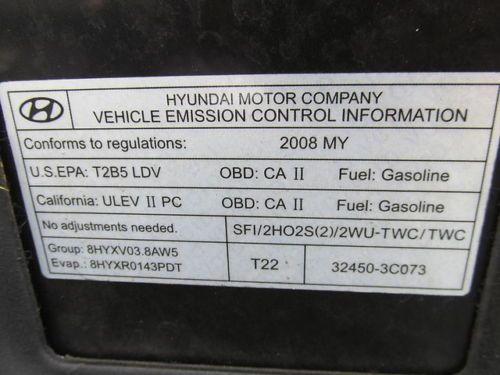 HYUNDAI MOTOR COMPANY
VEHICLE EMISSION CONTROL INFORMATION
Conforms to regulations: 2008 MY
U.S.EPA: T2B5 LDV OBD: CA II Fuel: Gasoline
California: ULEV II PC OBD: CA II Fuel: Gasoline
No adjustments needed. SFI/2HO2S(2)/2WU-TWC/TWC
Group: 8HYXV03.8AW5
Evap.: 8HYXR0143PDT
T22 32450-3C073